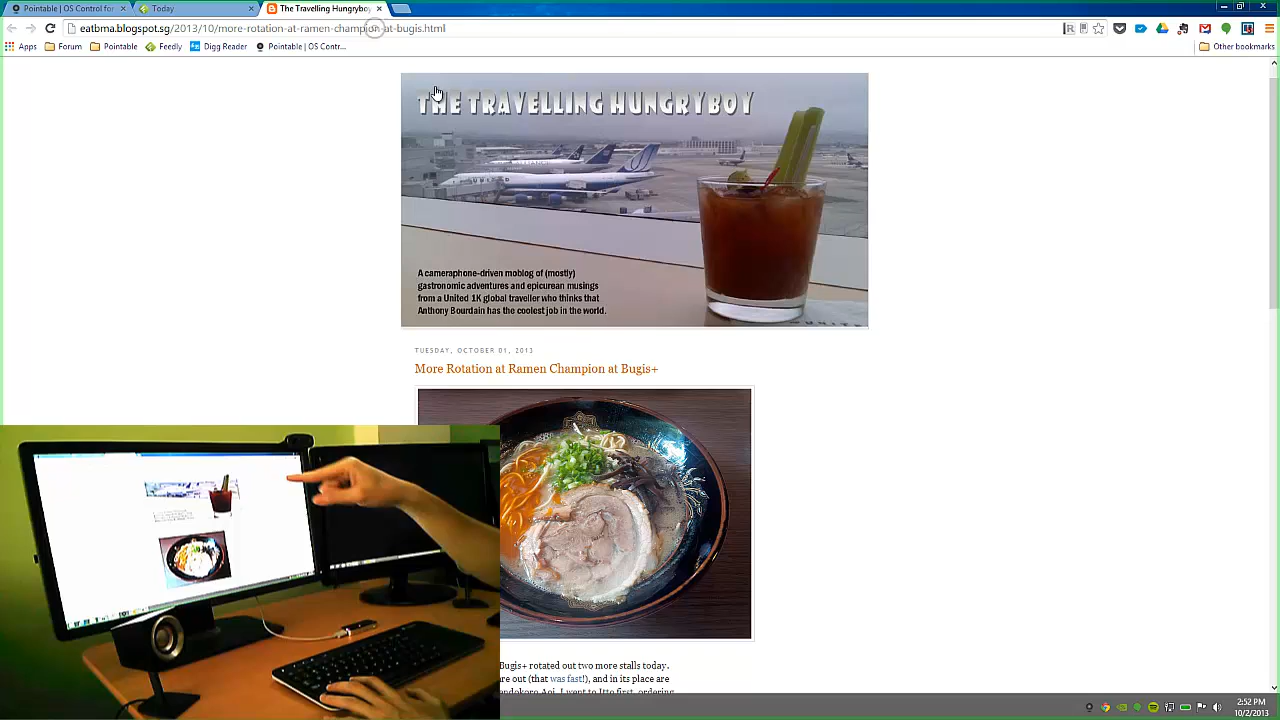 Pointable | OS Control for
Today
The Travelling Hungryboy
eatbma.blogspot.sg/2013/10/more-rotation-at-ramen-champion-at-bugis.html
Apps
Forum
Pointable
Feedly
Digg Reader
Pointable | OS Contr...
Other bookmarks
THE TRAVELLING HUNGRYBOY
A cameraphone-driven moblog of (mostly)
gastronomic adventures and epicurean musings
from a United 1K global traveller who thinks that
Anthony Bourdain has the coolest job in the world.
TUESDAY, OCTOBER 01, 2013
More Rotation at Ramen Champion at Bugis+
Bugis+ rotated out two more stalls today.
re out (that was fast!), and in its place are
I went to Itto first, ordering
2:52 PM
10/2/2013